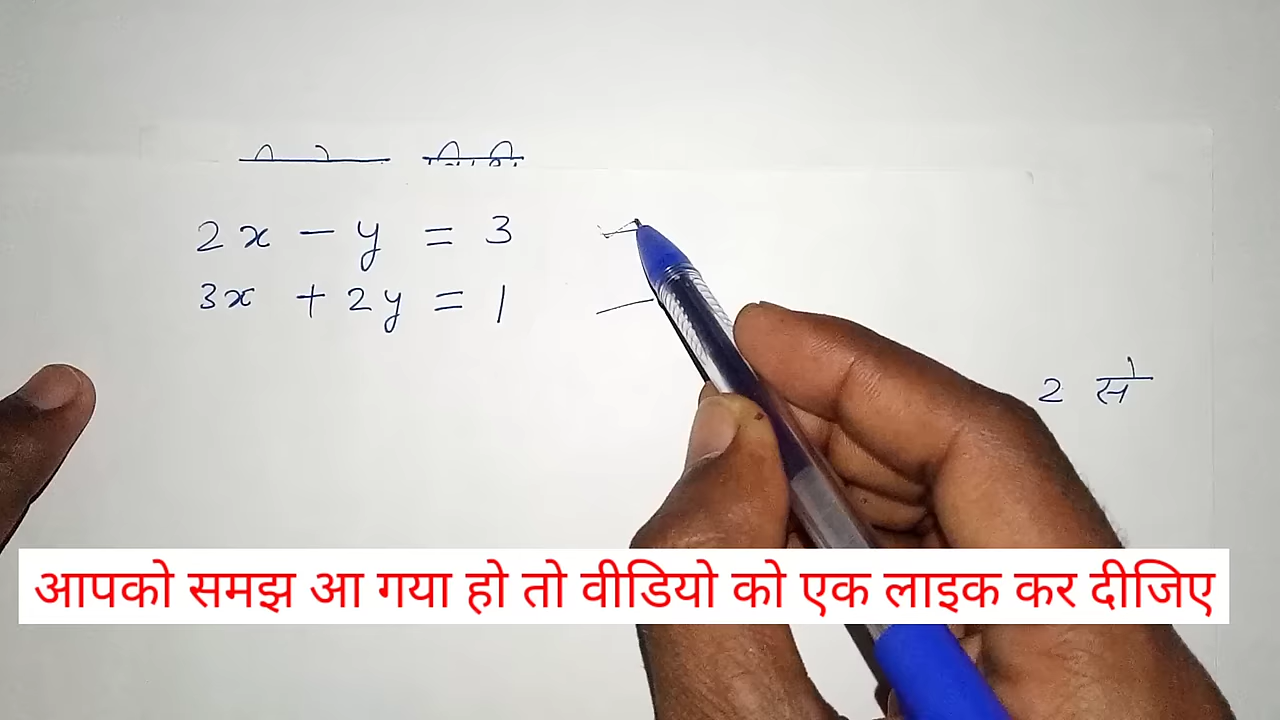 2x - y = 3
3x + 2y = 1
2 से
आपको समझ आ गया हो तो वीडियो को एक लाइक कर दीजिए